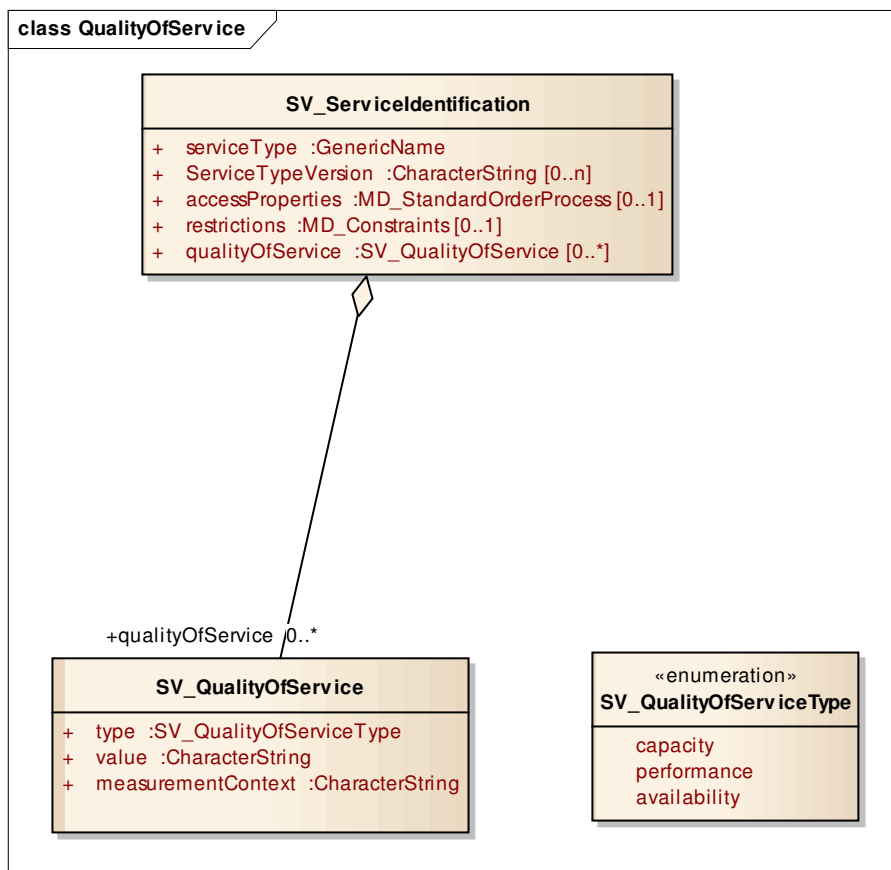 class QualityOfService
SV_ServiceIdentification
+ serviceType :GenericName
+ ServiceTypeVersion :CharacterString [0..n]
+ accessProperties :MD_StandardOrderProcess [0..1]
+ restrictions :MD_Constraints [0..1]
+ qualityOfService :SV_QualityOfService [0..*]
+qualityOfService 0..*
SV_QualityOfService
+ type :SV_QualityOfServiceType
+ value :CharacterString
+ measurementContext :CharacterString
«enumeration»
SV_QualityOfServiceType
capacity
performance
availability